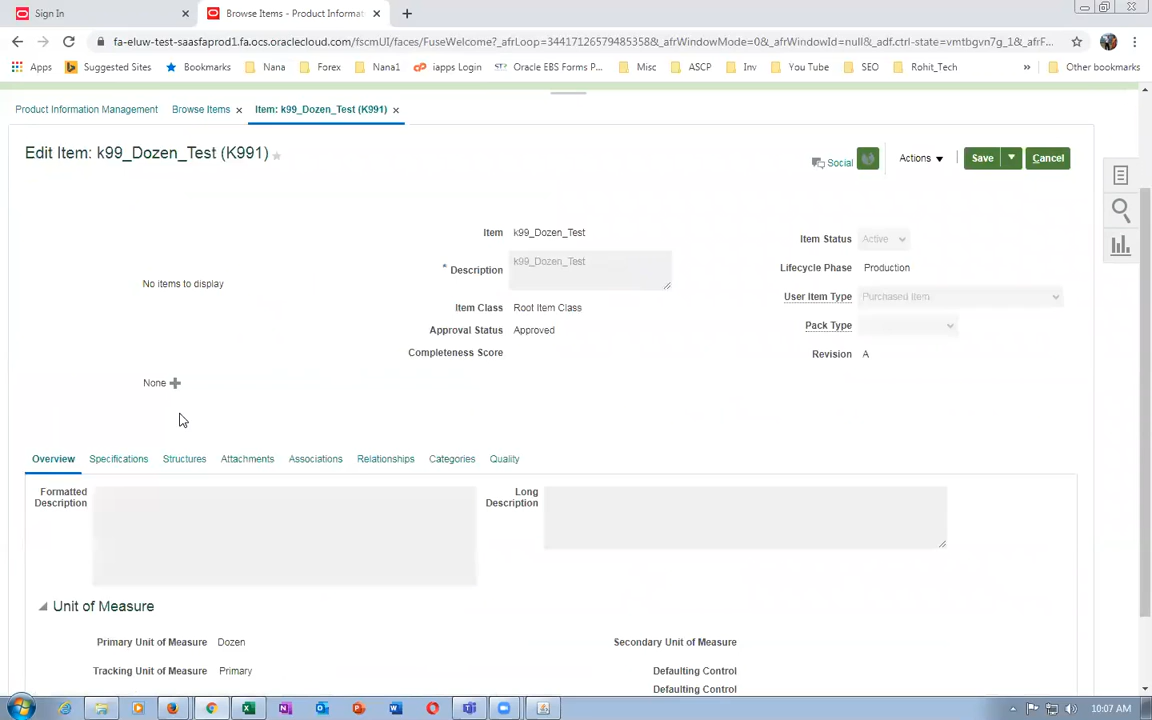 Sign In
Browse Items - Product Informat
fa-eluw-test-saasfaprod1.fa.ocs.oraclecloud.com/fscmUI/faces/FuseWelcome?_afrLoop=344171265794853​58&_afrWindowMode=0&_afrWindowId=null&_adf.ctrl-state=vmtbgvn7g_1&_afrF...
Apps Suggested Sites Bookmarks Nana Forex Nana1 iapps Login Oracle EBS Forms P... Misc ASCP Inv You Tube SEO Rohit_Tech » Other bookmarks
Product Information Management Browse Items Item: k99_Dozen_Test (K991)
Edit Item: k99_Dozen_Test (K991)
Social Actions Save Cancel
Item k99_Dozen_Test
Item Status Active
* Description k99_Dozen_Test
Lifecycle Phase Production
No items to display
User Item Type Purchased item
Item Class Root Item Class
Pack Type
Approval Status Approved
Completeness Score
Revision A
None
Overview Specifications Structures Attachments Associations Relationships Categories Quality
Formatted Description
Long Description
Unit of Measure
Primary Unit of Measure Dozen
Secondary Unit of Measure
Tracking Unit of Measure Primary
Defaulting Control
Defaulting Control
10:07 AM